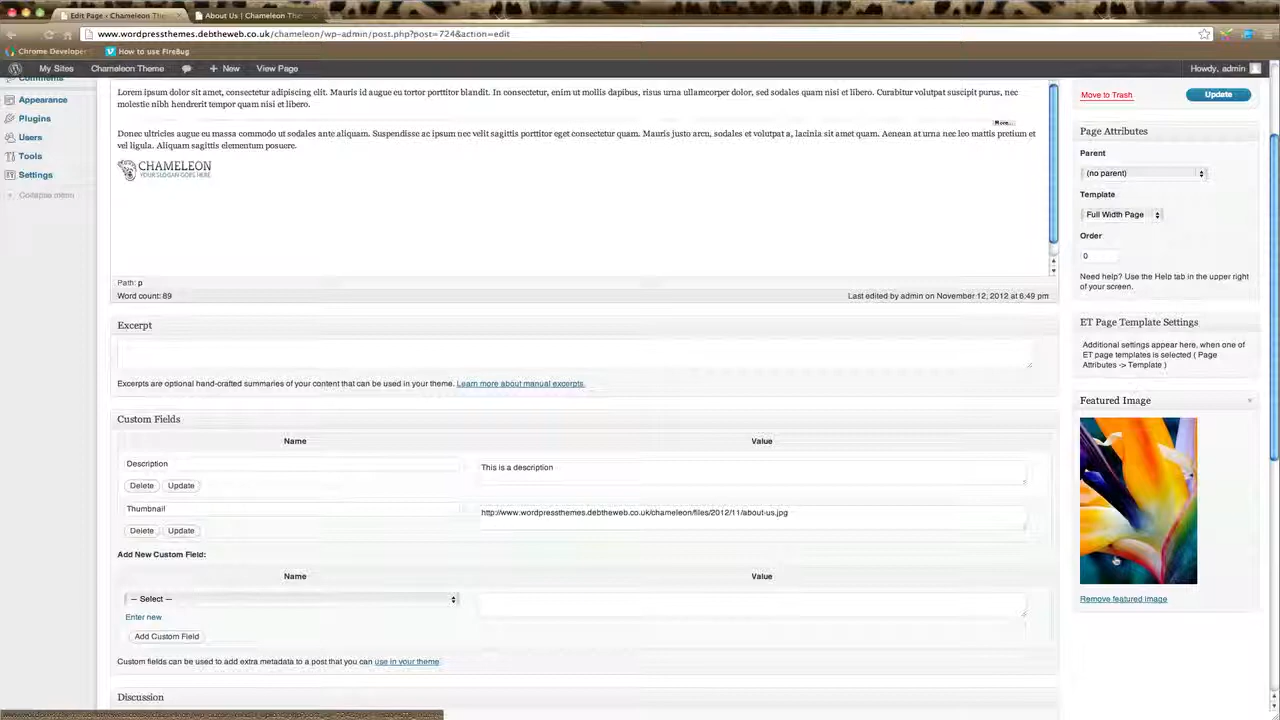 Edit Page ‹ Chameleon The
About Us | Chameleon The
www.wordpressthemes.debtheweb.co.uk/chameleon/wp-admin/post.php?post=724&action=edit
Chrome Developer
How to use FireBug
My Sites
Chameleon Theme
+ New
View Page
Howdy, admin
Comments
Appearance
Plugins
Users
Tools
Settings
Collapse menu
Lorem ipsum dolor sit amet, consectetur adipiscing elit. Mauris id augue eu tortor porttitor blandit. In consectetur, enim ut mollis dapibus, risus urna ullamcorper dolor, sed sodales quam nisi et libero. Curabitur volutpat suscipit purus, nec
molestie nibh hendrerit tempor quam nisi et libero.
More...
Donec ultricies augue eu massa commodo ut sodales ante aliquam. Suspendisse ac ipsum nec velit sagittis porttitor eget consectetur quam. Mauris justo arcu, sodales et volutpat a, lacinia sit amet quam. Aenean at urna nec leo mattis pretium et
vel ligula. Aliquam sagittis elementum posuere.
CHAMELEON
YOUR SLOGAN GOES HERE
Path: p
Word count: 89
Last edited by admin on November 12, 2012 at 6:49 pm
Excerpt
Excerpts are optional hand-crafted summaries of your content that can be used in your theme. Learn more about manual excerpts.
Custom Fields
Name
Value
Description
This is a description
Delete
Update
Thumbnail
http://www.wordpressthemes.debtheweb.co.uk/chameleon/files/2012/11/about-us.jpg
Delete
Update
Add New Custom Field:
Name
Value
— Select —
Enter new
Add Custom Field
Custom fields can be used to add extra metadata to a post that you can use in your theme.
Discussion
Move to Trash
Update
Page Attributes
Parent
(no parent)
Template
Full Width Page
Order
0
Need help? Use the Help tab in the upper right
of your screen.
ET Page Template Settings
Additional settings appear here, when one of
ET page templates is selected ( Page
Attributes -> Template )
Featured Image
Remove featured image